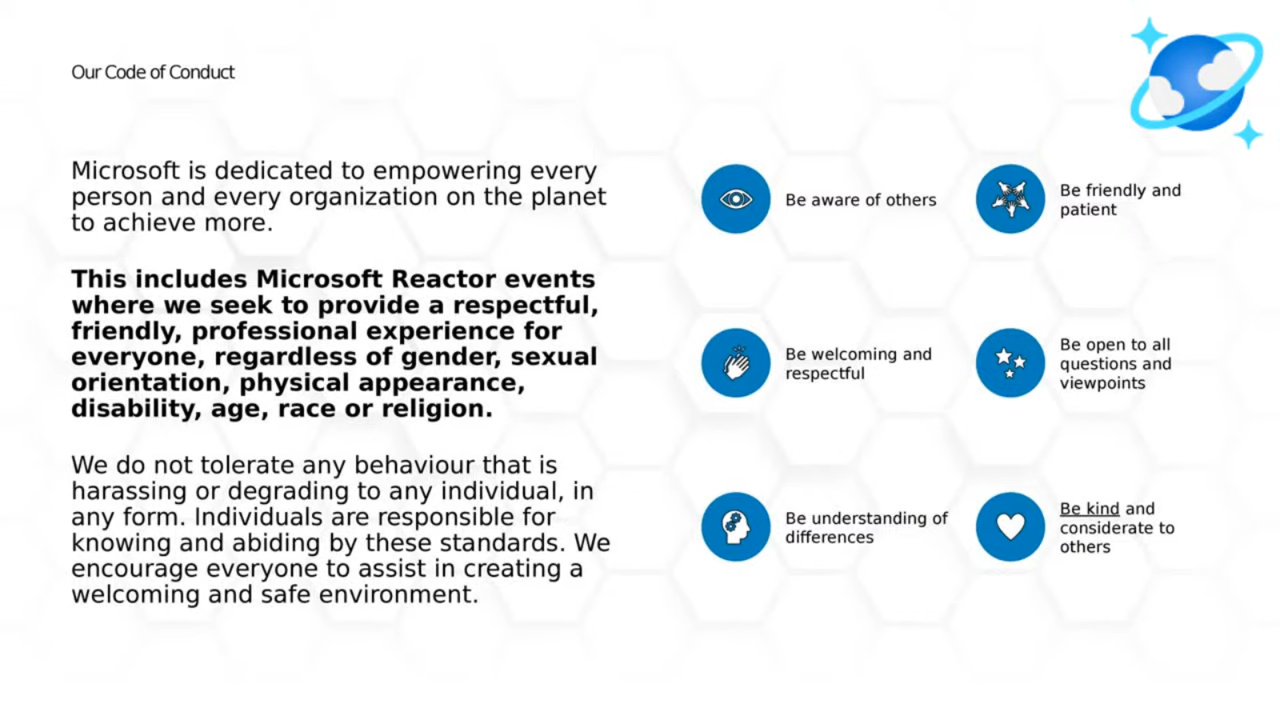 Our Code of Conduct
Microsoft is dedicated to empowering every
person and every organization on the planet
to achieve more.
This includes Microsoft Reactor events
where we seek to provide a respectful,
friendly, professional experience for
everyone, regardless of gender, sexual
orientation, physical appearance,
disability, age, race or religion.
We do not tolerate any behaviour that is
harassing or degrading to any individual, in
any form. Individuals are responsible for
knowing and abiding by these standards. We
encourage everyone to assist in creating a
welcoming and safe environment.
Be aware of others
Be friendly and
patient
Be welcoming and
respectful
Be open to all
questions and
viewpoints
Be understanding of
differences
Be kind and
considerate to
others